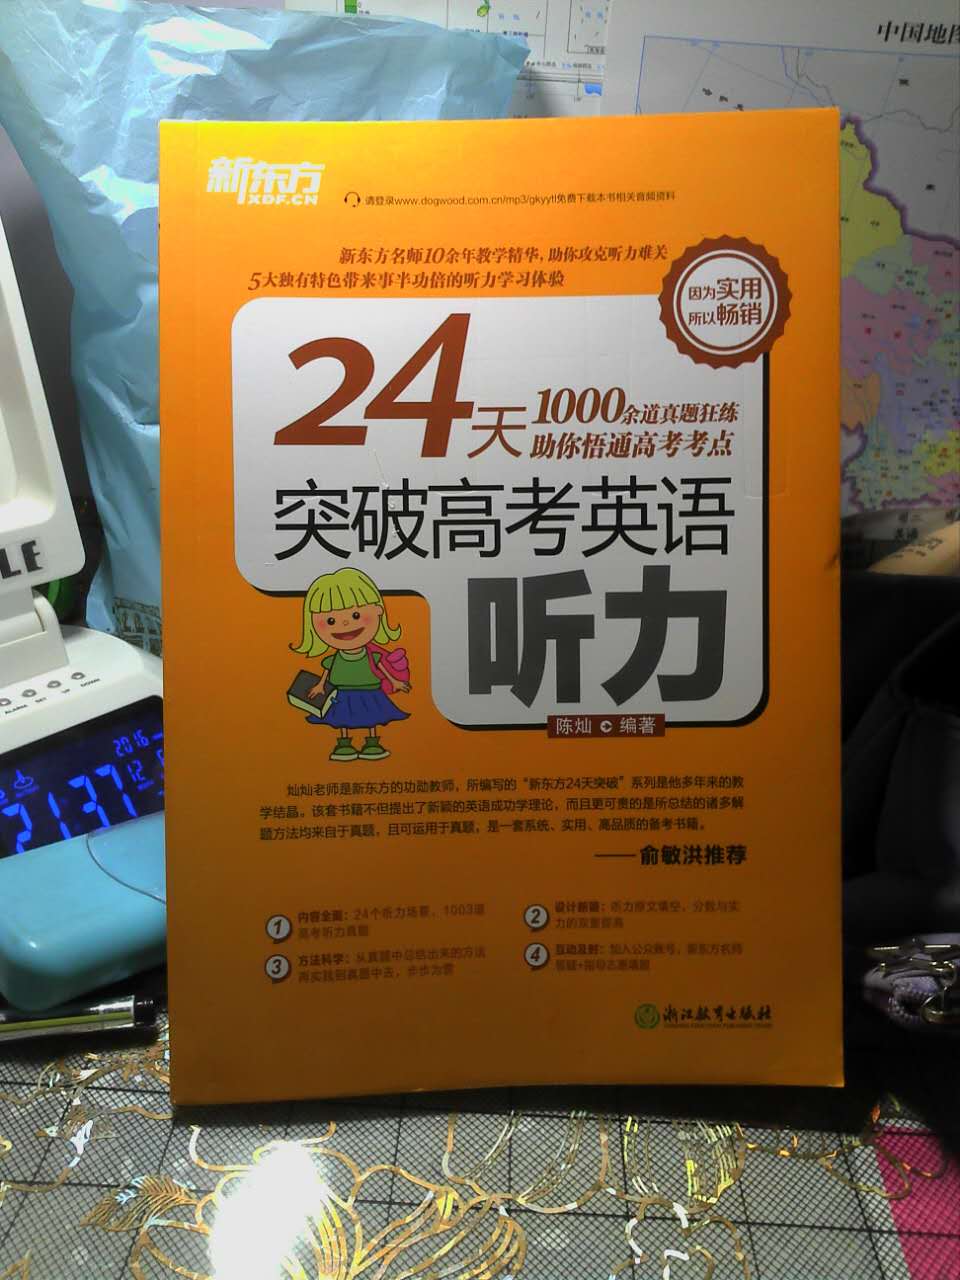 中国地图
新东方
XDF.CN
请登录www.dogwood.com.cn/mp3/gkyytl免费下载本书相关音频资料
新东方名师10余年教学精华，助你攻克听力难关
5大独有特色带来事半功倍的听力学习体验
因为实用
所以畅销
24天
1000余道真题狂练
助你悟通高考考点
突破高考英语
听力
陈灿 编著
灿灿老师是新东方的功勋教师，所编写的“新东方24天突破”系列是他多年来的教
学结晶。该套书籍不但提出了新颖的英语成功学理论，而且更可贵的是所总结的诸多解
题方法均来自于真题，且可运用于真题，是一套系统、实用、高品质的备考书籍。
——俞敏洪推荐
1 内容全面：24个听力场景，1003道
高考听力真题
2 设计新颖：听力原文填空，分数与实
力的双重提高
3 方法科学：从真题中总结出来的方法
再实践到真题中去，步步为营
4 互动及时：加入公众账号，新东方名师
答疑+指导志愿填报
浙江教育出版社
LE
ALARM SET UP DOWN
2016
12
21:37